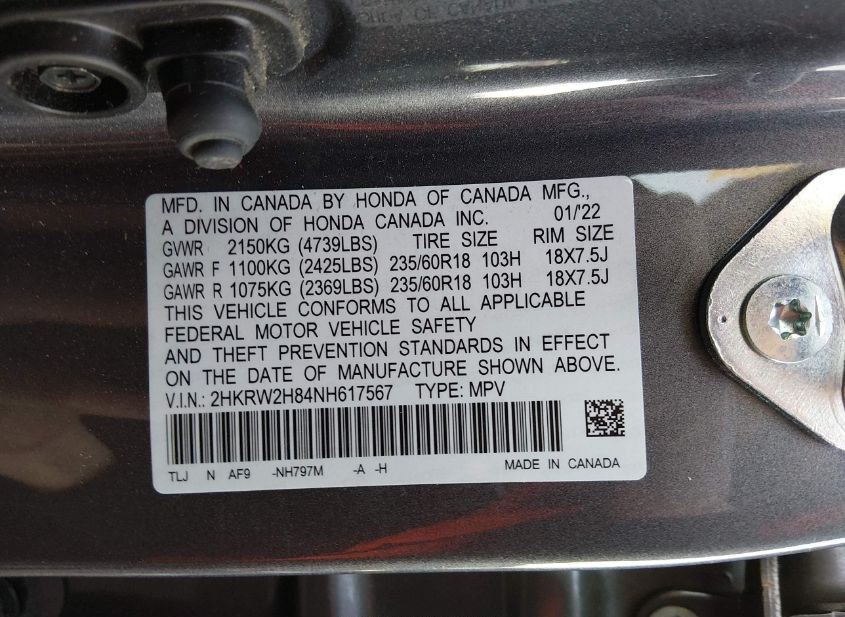 MFD. IN CANADA BY HONDA OF CANADA MFG.,
A DIVISION OF HONDA CANADA INC. 01/'22
GVWR 2150KG (4739LBS) TIRE SIZE RIM SIZE
GAWR F 1100KG (2425LBS) 235/60R18 103H 18X7.5J
GAWR R 1075KG (2369LBS) 235/60R18 103H 18X7.5J
THIS VEHICLE CONFORMS TO ALL APPLICABLE
FEDERAL MOTOR VEHICLE SAFETY
AND THEFT PREVENTION STANDARDS IN EFFECT
ON THE DATE OF MANUFACTURE SHOWN ABOVE.
V.I.N.: 2HKRW2H84NH617567 TYPE: MPV
TLJ N AF9 -NH797M -A -H MADE IN CANADA